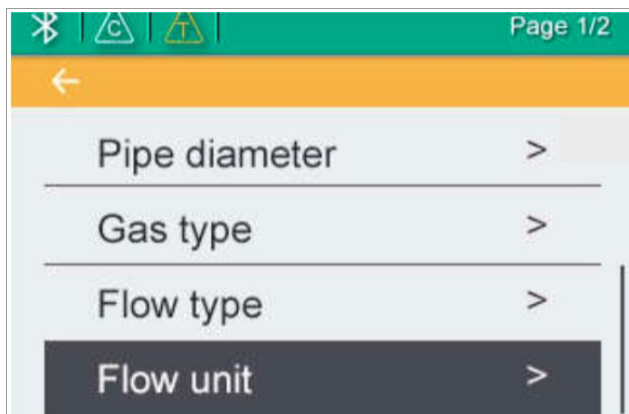 C T Page 1/2
Pipe diameter >
Gas type >
Flow type >
Flow unit >